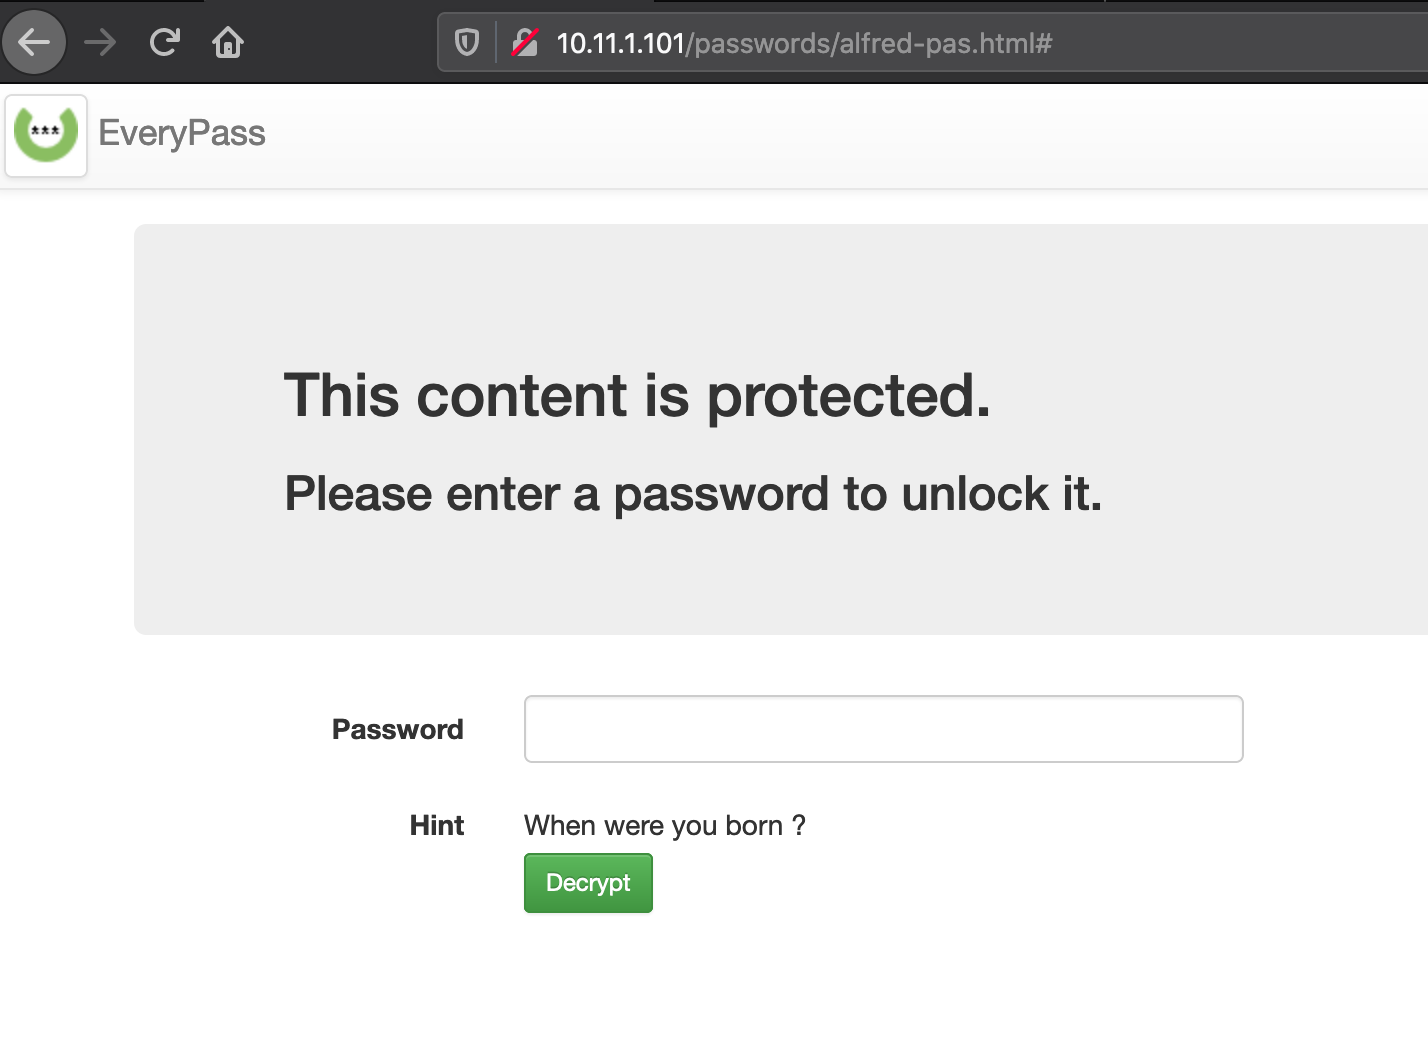 10.11.1.101/passwords/alfred-pas.html#
*** EveryPass
This content is protected.
Please enter a password to unlock it.
Password
Hint When were you born ?
Decrypt